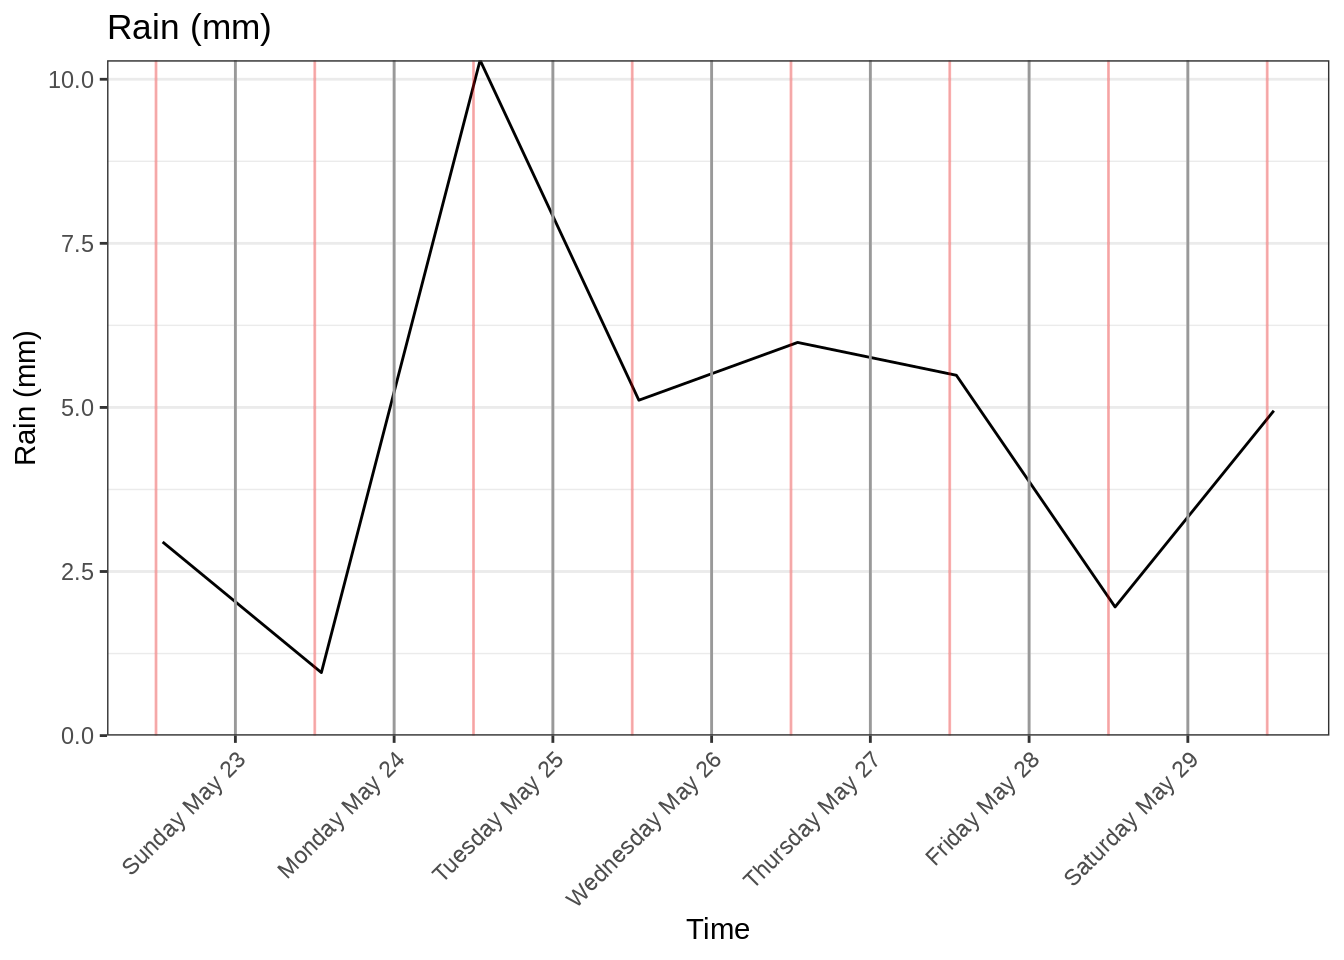 Rain (mm)
10.0
7.5
5.0
2.5
0.0
Rain (mm)
Sunday May 23
Monday May 24
Tuesday May 25
Wednesday May 26
Thursday May 27
Friday May 28
Saturday May 29
Time